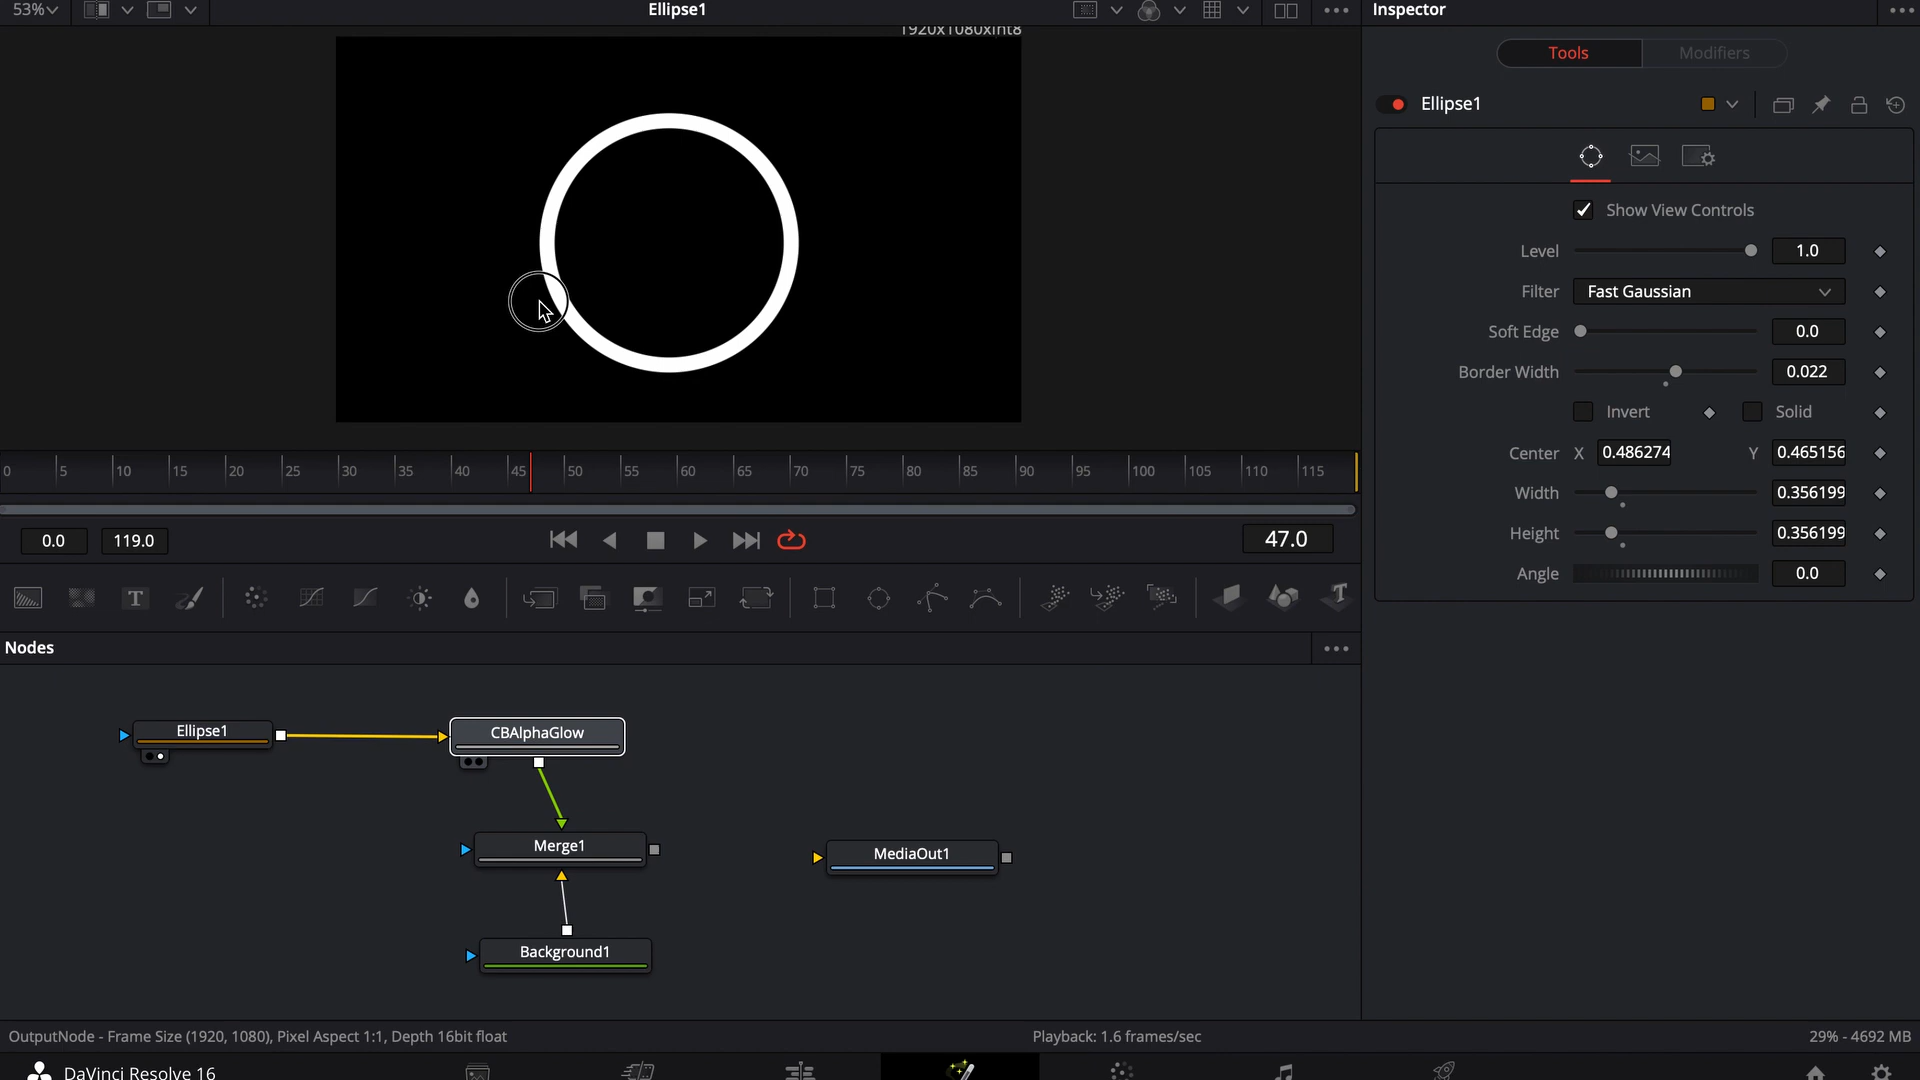 53%
Ellipse1
Inspector
1920x1080xint8
Tools
Modifiers
Ellipse1
Show View Controls
Level 1.0
Filter Fast Gaussian
Soft Edge 0.0
Border Width 0.022
Invert Solid
Center X 0.486274 Y 0.465156
Width 0.356199
Height 0.356199
Angle 0.0
0 5 10 15 20 25 30 35 40 45 50 55 60 65 70 75 80 85 90 95 100 105 110 115
0.0 119.0 47.0
T
T
Nodes
Ellipse1
CBAlphaGlow
Merge1
MediaOut1
Background1
OutputNode - Frame Size (1920, 1080), Pixel Aspect 1:1, Depth 16bit float
Playback: 1.6 frames/sec
29% - 4692 MB
DaVinci Resolve 16